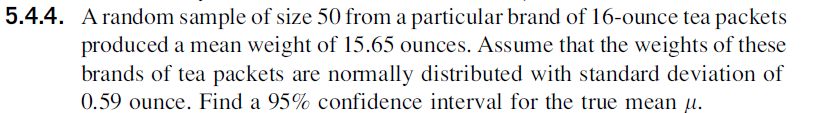 5.4.4. A random sample of size 50 from a particular brand of 16-ounce tea packets
produced a mean weight of 15.65 ounces. Assume that the weights of these
brands of tea packets are normally distributed with standard deviation of
0.59 ounce. Find a 95% confidence interval for the true mean μ.